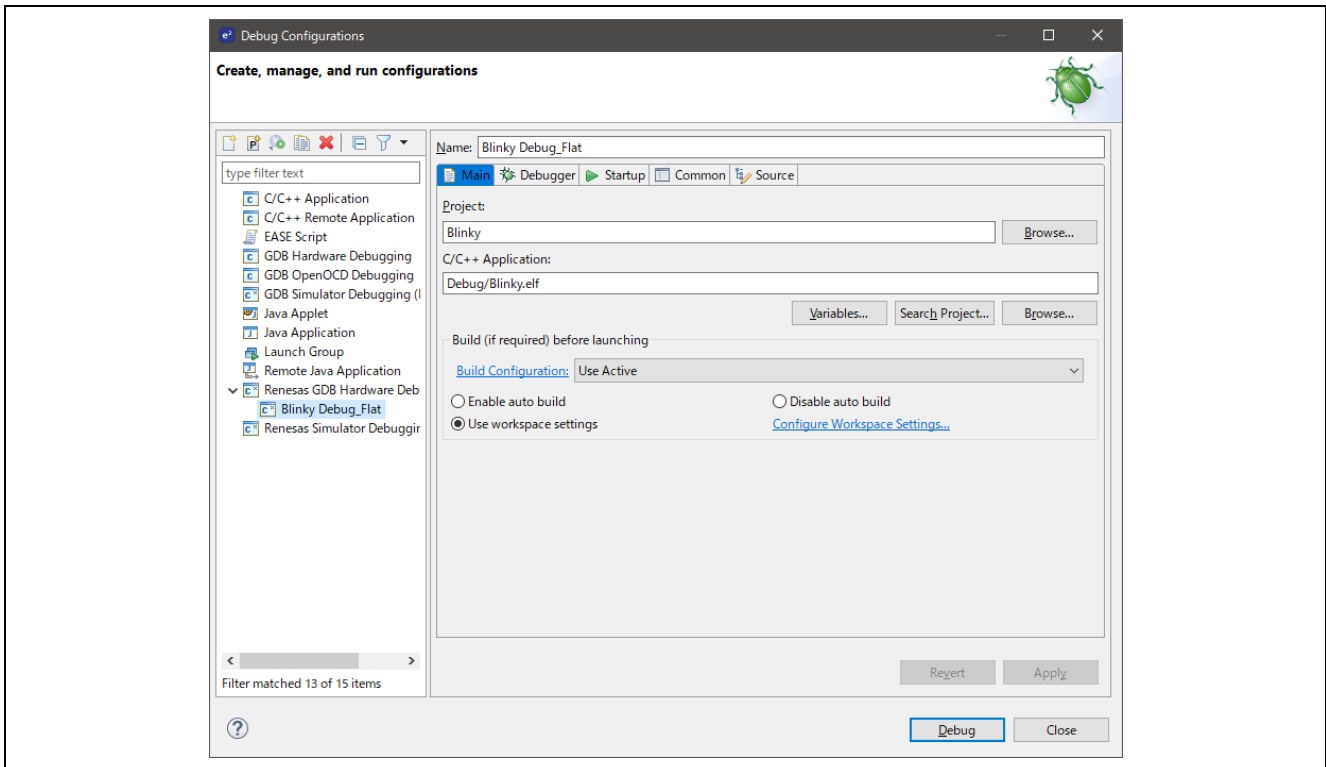 e² Debug Configurations
Create, manage, and run configurations
type filter text
C/C++ Application
C/C++ Remote Application
EASE Script
GDB Hardware Debugging
GDB OpenOCD Debugging
GDB Simulator Debugging (
Java Applet
Java Application
Launch Group
Remote Java Application
Renesas GDB Hardware Deb
Blinky Debug_Flat
Renesas Simulator Debuggin
Filter matched 13 of 15 items
Name: Blinky Debug_Flat
Main Debugger Startup Common Source
Project:
Blinky Browse...
C/C++ Application:
Debug/Blinky.elf
Variables... Search Project... Browse...
Build (if required) before launching
Build Configuration: Use Active
Enable auto build Disable auto build
Use workspace settings Configure Workspace Settings...
Revert Apply
Debug Close